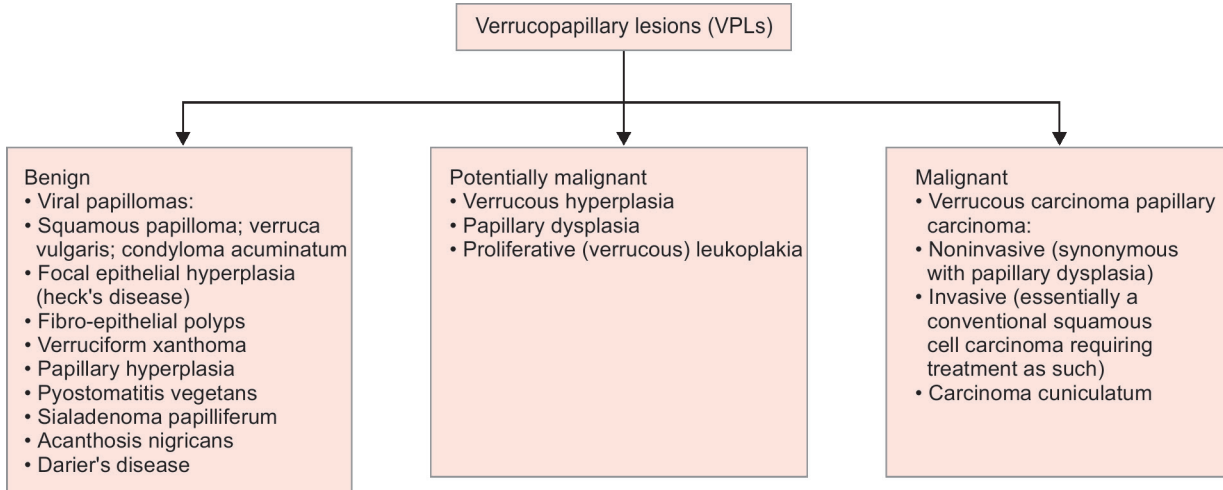 Verrucopapillary lesions (VPLs)
Benign
• Viral papillomas:
• Squamous papilloma; verruca
vulgaris; condyloma acuminatum
• Focal epithelial hyperplasia
(heck's disease)
• Fibro-epithelial polyps
• Verruciform xanthoma
• Papillary hyperplasia
• Pyostomatitis vegetans
• Sialadenoma papilliferum
• Acanthosis nigricans
• Darier's disease
Potentially malignant
• Verrucous hyperplasia
• Papillary dysplasia
• Proliferative (verrucous) leukoplakia
Malignant
• Verrucous carcinoma papillary
carcinoma:
• Noninvasive (synonymous
with papillary dysplasia)
• Invasive (essentially a
conventional squamous
cell carcinoma requiring
treatment as such)
• Carcinoma cuniculatum